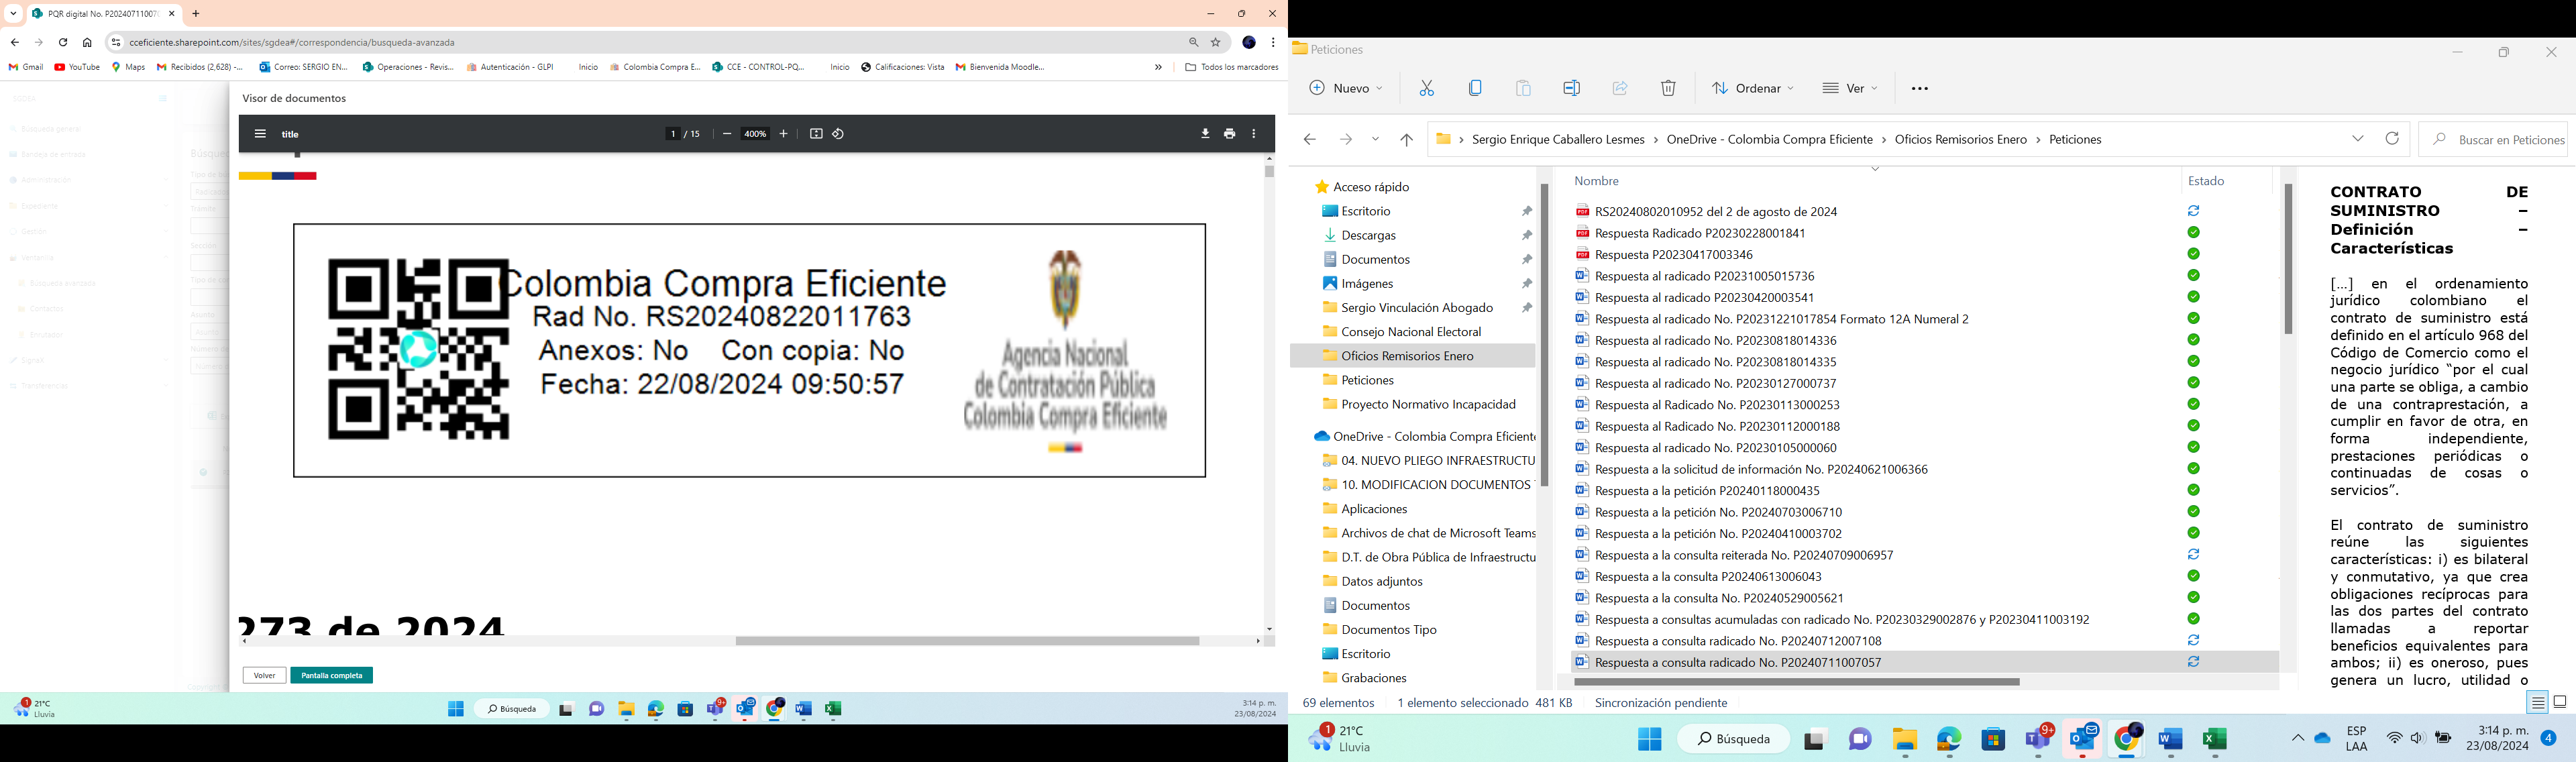 PQR digital No. P202407110070
cceficiente.sharepoint.com/sites/sgdea#/correspondencia/busqueda-avanzada
Gmail
YouTube
Maps
Recibidos (2,628) -...
Correo: SERGIO EN...
Operaciones - Revis...
Autenticación - GLPI
Inicio
Colombia Compra E...
CCE - CONTROL-PQ...
Inicio
Calificaciones: Vista
Bienvenida Moodle...
Todos los marcadores
Visor de documentos
title
1 / 15
400%
Colombia Compra Eficiente
Rad No. RS20240822011763
Anexos: No Con copia: No
Fecha: 22/08/2024 09:50:57
Agencia Nacional
de Contratación Pública
Colombia Compra Eficiente
273 de 2024
Volver
Pantalla completa
1
21°C
Lluvia
Búsqueda
9+
3:14 p. m.
23/08/2024
Peticiones
Nuevo
Ordenar
Ver
Sergio Enrique Caballero Lesmes
OneDrive - Colombia Compra Eficiente
Oficios Remisorios Enero
Peticiones
Buscar en Peticiones
Acceso rápido
Escritorio
Descargas
Documentos
Imágenes
Sergio Vinculación Abogado
Consejo Nacional Electoral
Oficios Remisorios Enero
Peticiones
Proyecto Normativo Incapacidad
OneDrive - Colombia Compra Eficiente
04. NUEVO PLIEGO INFRAESTRUCTU
10. MODIFICACION DOCUMENTOS
Aplicaciones
Archivos de chat de Microsoft Teams
D.T. de Obra Pública de Infraestructu
Datos adjuntos
Documentos
Documentos Tipo
Escritorio
Grabaciones
Nombre
Estado
RS20240802010952 del 2 de agosto de 2024
Respuesta Radicado P20230228001841
Respuesta P20230417003346
Respuesta al radicado P20231005015736
Respuesta al radicado P20230420003541
Respuesta al radicado No. P20231221017854 Formato 12A Numeral 2
Respuesta al radicado No. P20230818014336
Respuesta al radicado No. P20230818014335
Respuesta al radicado No. P20230127000737
Respuesta al Radicado No. P20230113000253
Respuesta al Radicado No. P20230112000188
Respuesta al radicado No. P20230105000060
Respuesta a la solicitud de información No. P20240621006366
Respuesta a la petición P20240118000435
Respuesta a la petición No. P20240703006710
Respuesta a la petición No. P20240410003702
Respuesta a la consulta reiterada No. P20240709006957
Respuesta a la consulta P20240613006043
Respuesta a la consulta No. P20240529005621
Respuesta a consultas acumuladas con radicado No. P20230329002876 y P20230411003192
Respuesta a consulta radicado No. P20240712007108
Respuesta a consulta radicado No. P20240711007057
CONTRATO DE
SUMINISTRO –
Definición –
Características
[...] en el ordenamiento
jurídico colombiano el
contrato de suministro está
definido en el artículo 968 del
Código de Comercio como el
negocio jurídico “por el cual
una parte se obliga, a cambio
de una contraprestación, a
cumplir en favor de otra, en
forma independiente,
prestaciones periódicas o
continuadas de cosas o
servicios”.
El contrato de suministro
reúne las siguientes
características: i) es bilateral
y conmutativo, ya que crea
obligaciones recíprocas para
las dos partes del contrato
llamadas a reportar
beneficios equivalentes para
ambos; ii) es oneroso, pues
genera un lucro, utilidad o
69 elementos
1 elemento seleccionado 481 KB
Sincronización pendiente
1
21°C
Lluvia
Búsqueda
9+
ESP
LAA
3:14 p. m.
23/08/2024
4